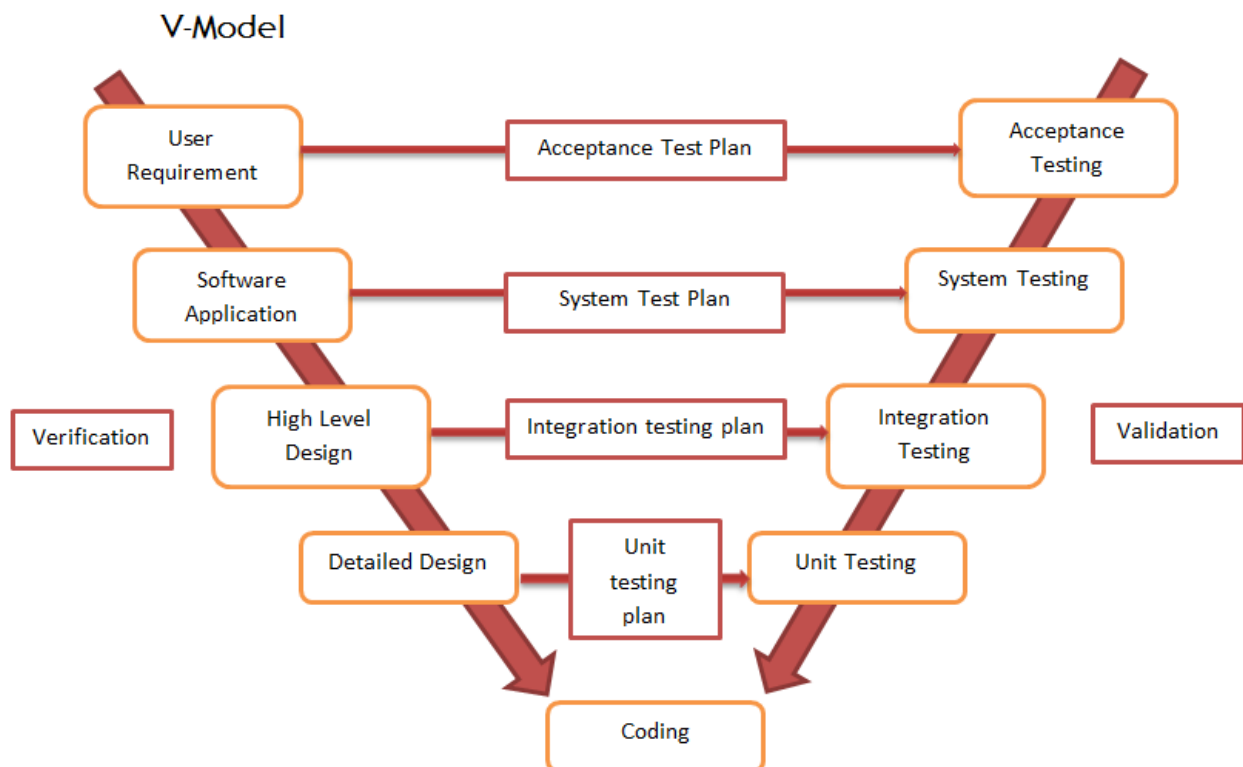 V-Model
User
Requirement
Acceptance Test Plan
Acceptance
Testing
Software
Application
System Test Plan
System Testing
Verification
High Level
Design
Integration testing plan
Integration
Testing
Validation
Detailed Design
Unit
testing
plan
Unit Testing
Coding